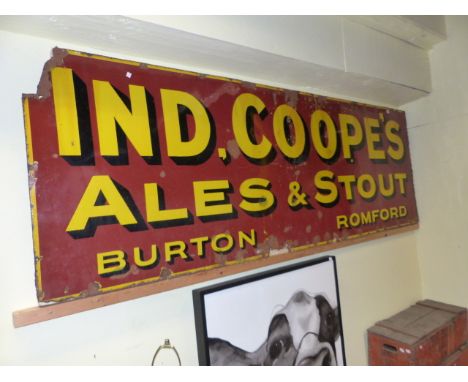 IND, COOPE'S
ALES & STOUT
BURTON ROMFORD